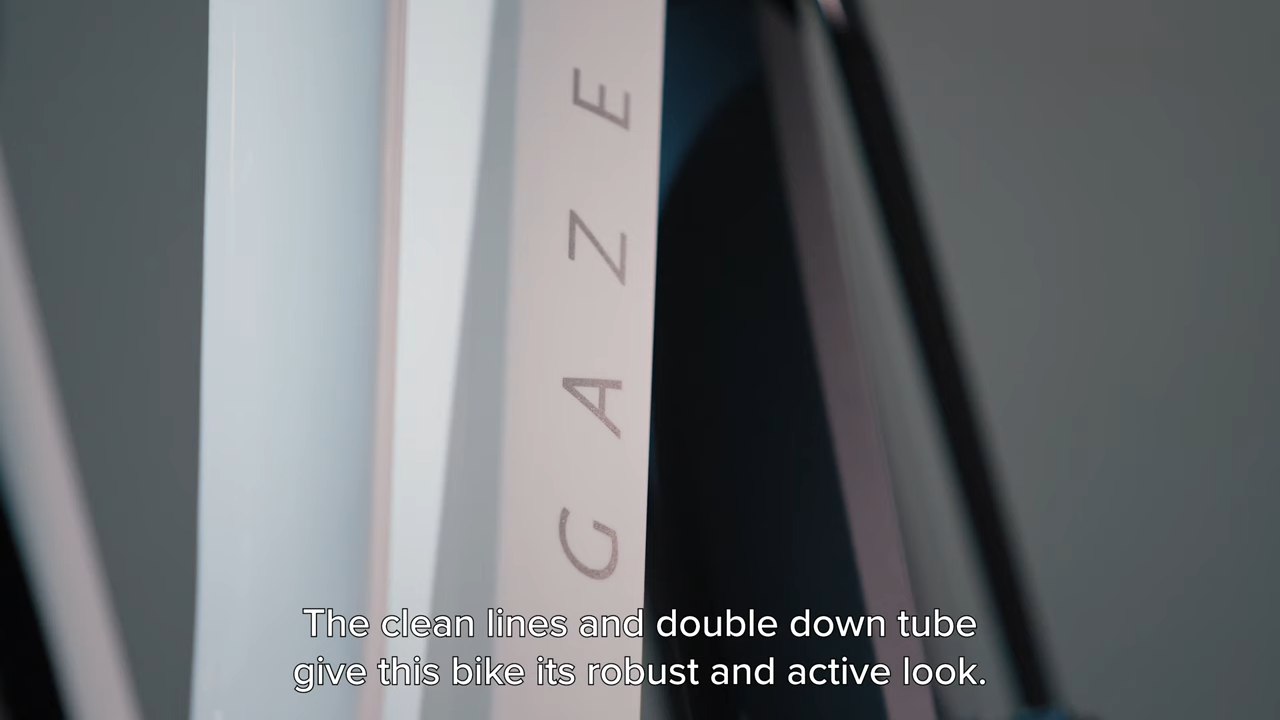 GAZE
The clean lines and double down tube
give this bike its robust and active look.